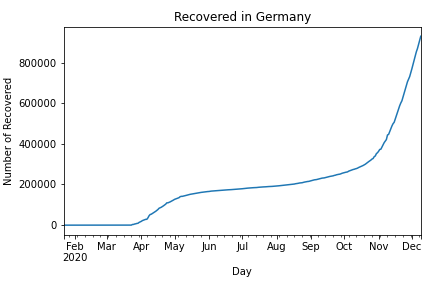 Recovered in Germany
Number of Recovered
800000
600000
400000
200000
0
Feb Mar Apr May Jun Jul Aug Sep Oct Nov Dec
2020
Day